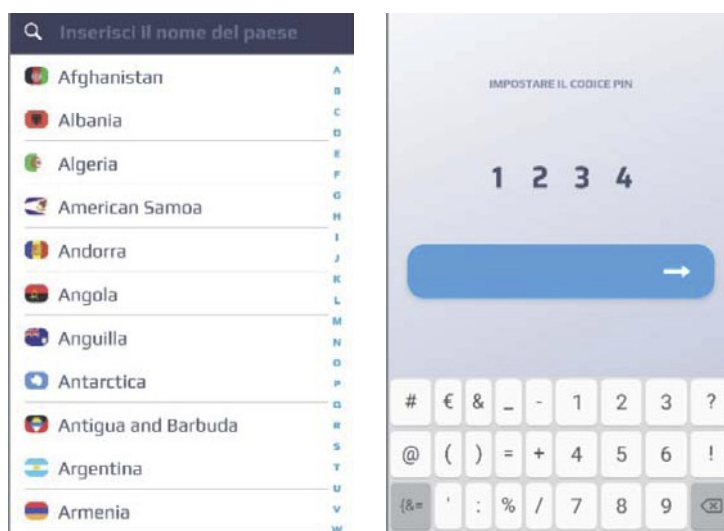 Inserisci il nome del paese
Afghanistan
Albania
Algeria
American Samoa
Andorra
Angola
Anguilla
Antarctica
Antigua and Barbuda
Argentina
Armenia
A
B
C
D
E
F
G
H
I
J
K
L
M
N
O
P
Q
R
S
T
U
V
W
IMPOSTARE IL CODICE PIN
1 2 3 4
# € & _ - 1 2 3 ?
@ ( ) = + 4 5 6 !
{&= ' : % / 7 8 9